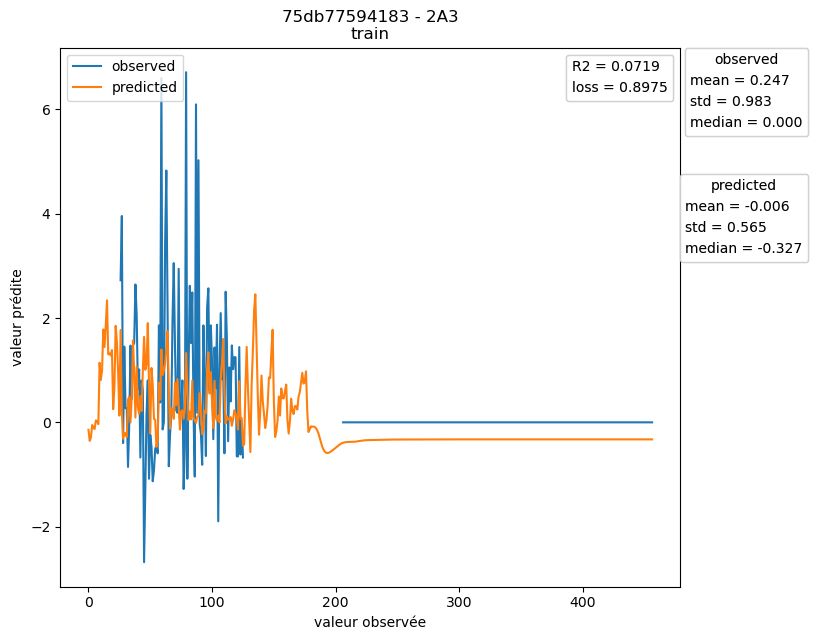 75db77594183 - 2A3
train
observed
predicted
R2 = 0.0719
loss = 0.8975
observed
mean = 0.247
std = 0.983
median = 0.000
predicted
mean = -0.006
std = 0.565
median = -0.327
valeur prédite
6
4
2
0
−2
0
100
200
300
400
valeur observée